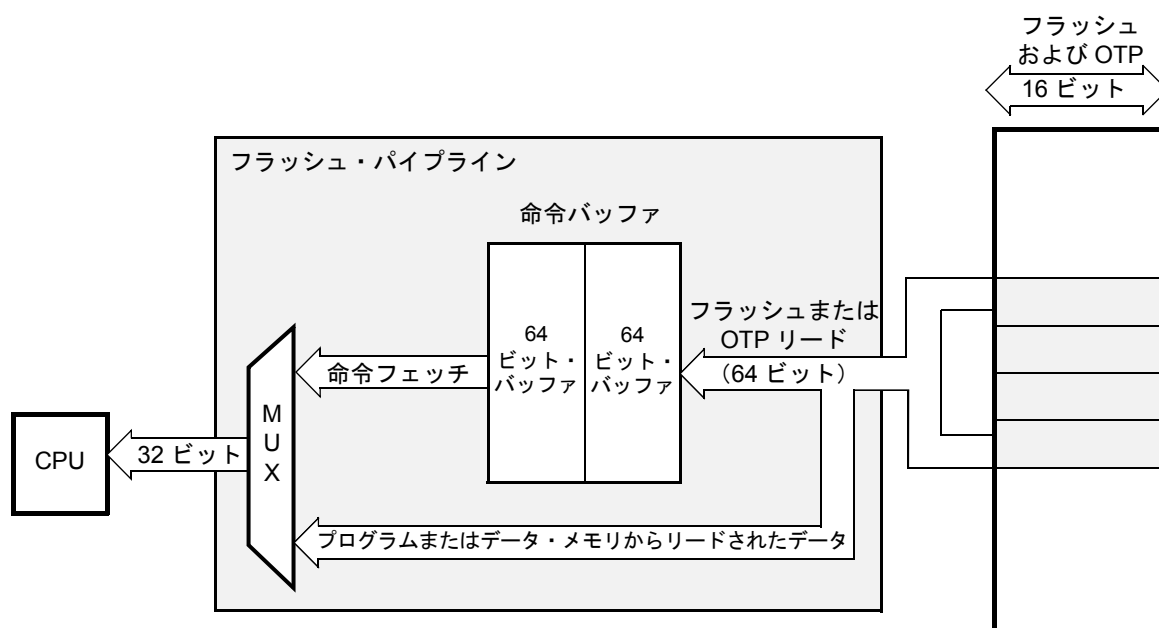 フラッシュ
および OTP
16 ビット
フラッシュ・パイプライン
命令バッファ
64
ビット・
バッファ
64
ビット・
バッファ
フラッシュまたは
OTP リード
（64 ビット）
命令フェッチ
M
U
X
CPU
32 ビット
プログラムまたはデータ・メモリからリードされたデータ